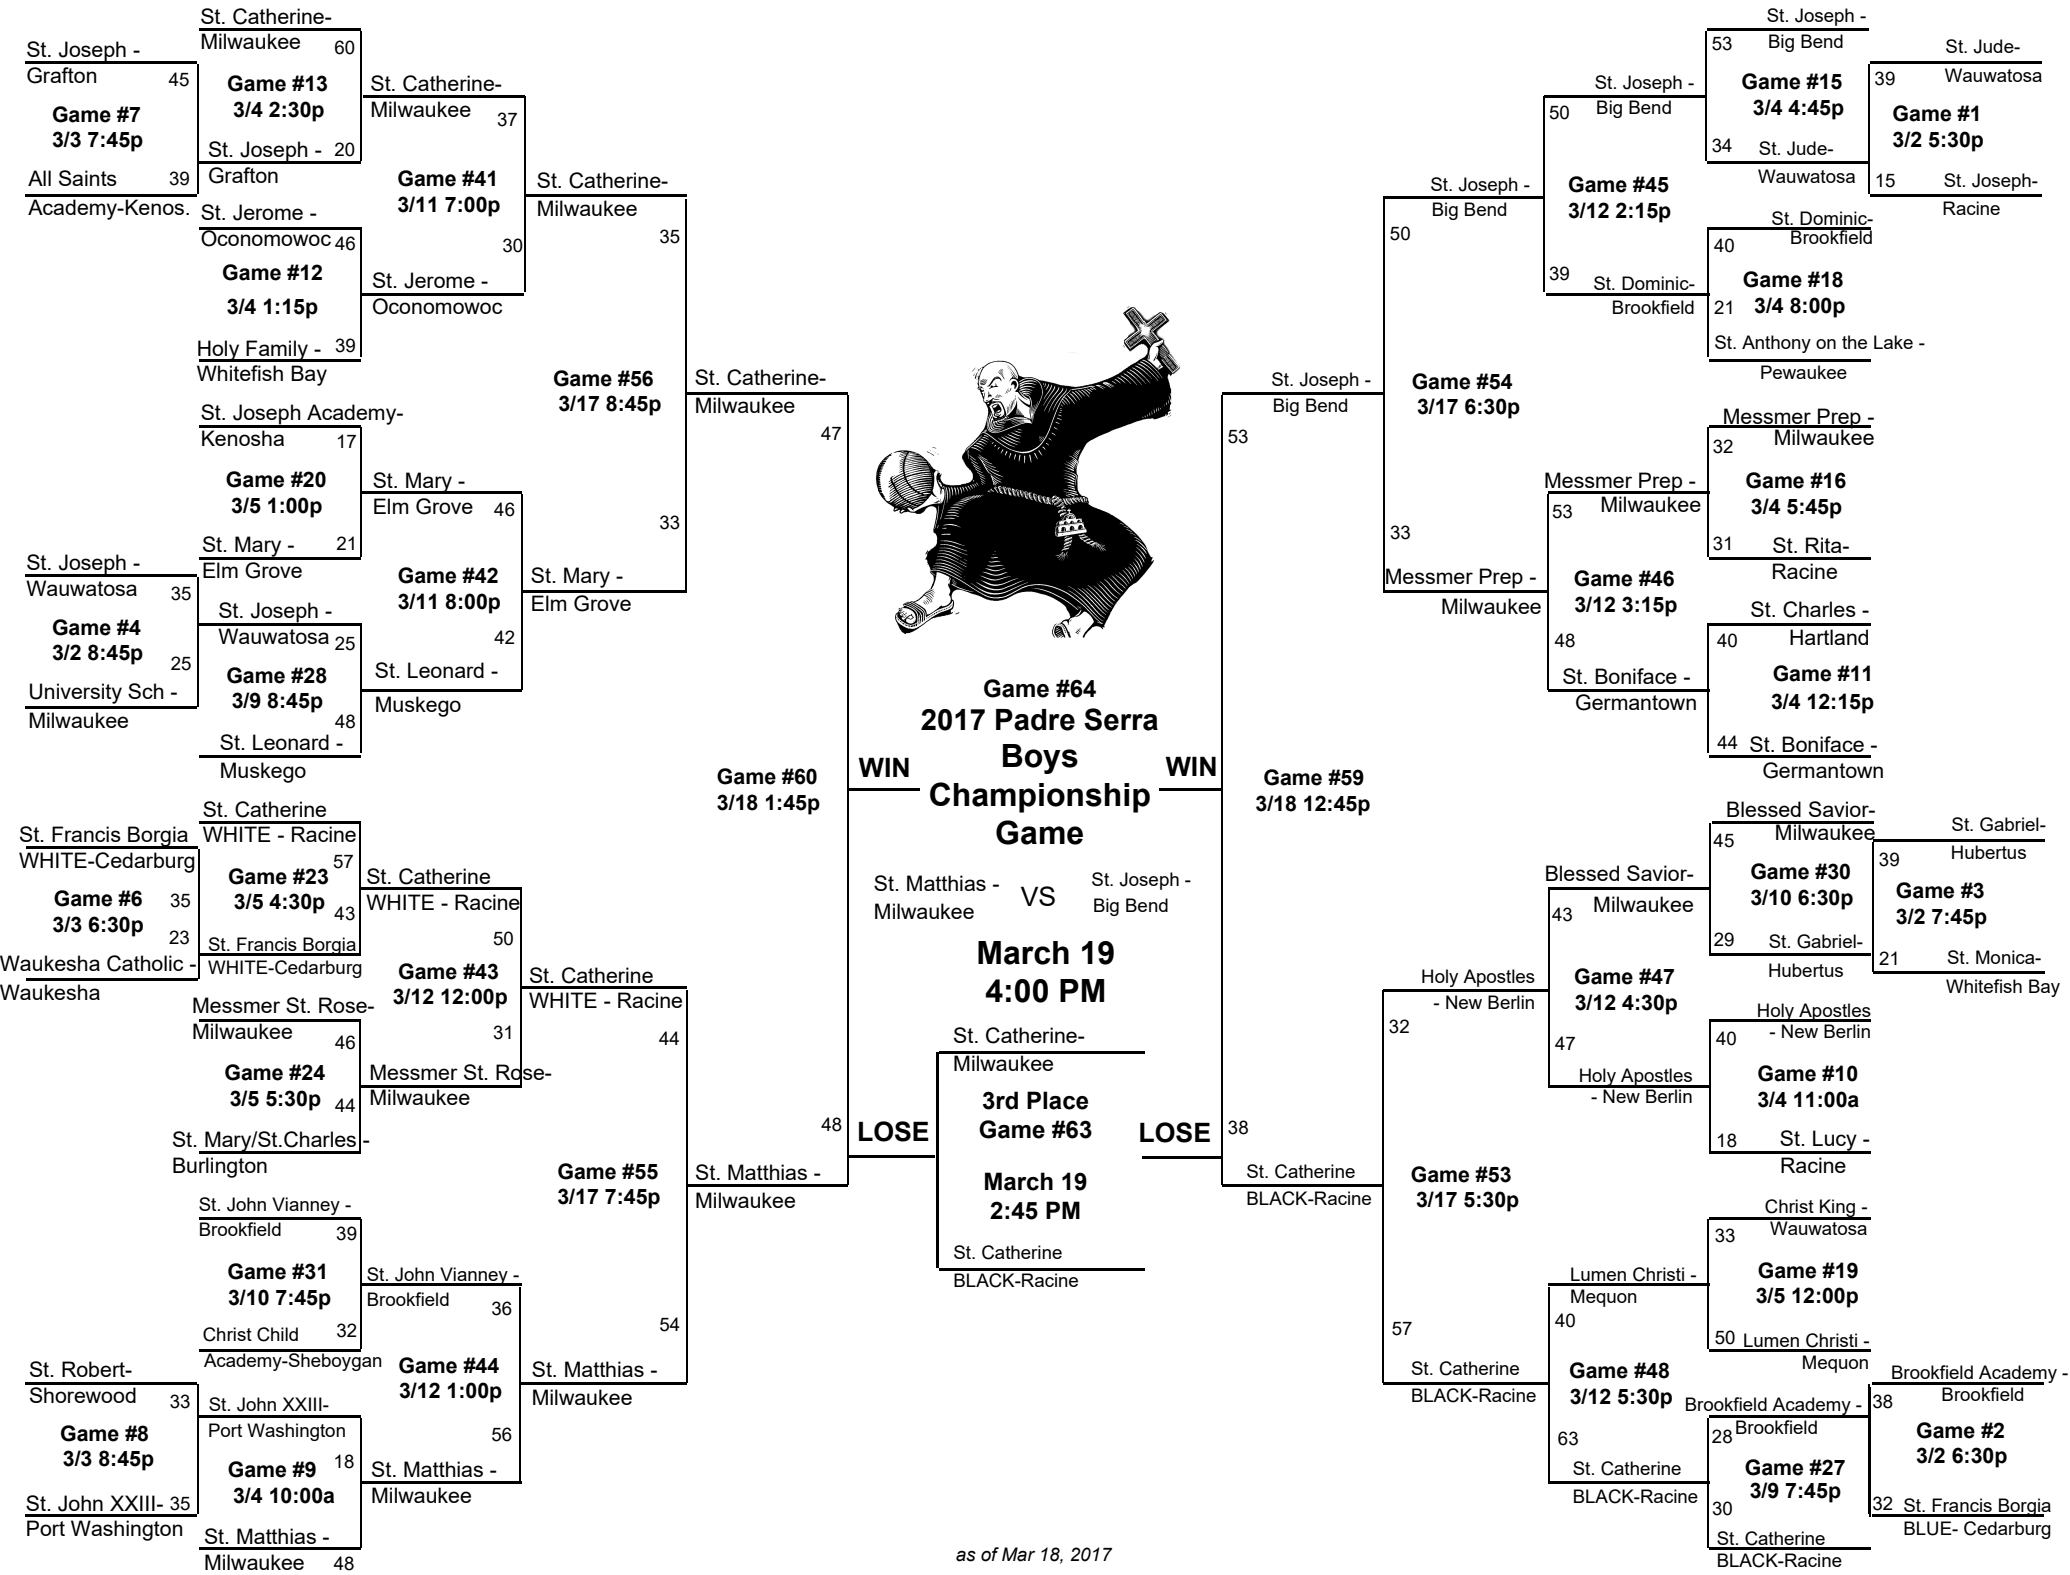 St. Catherine-
Milwaukee 60
St. Joseph -
Grafton 45
Game #7
3/3 7:45p
All Saints 39
Academy-Kenos.
Game #13
3/4 2:30p
St. Joseph - 20
Grafton
St. Catherine-
Milwaukee 37
Game #41
3/11 7:00p
St. Jerome -
Oconomowoc 46
Game #12
3/4 1:15p
Holy Family - 39
Whitefish Bay
30
St. Jerome -
Oconomowoc
St. Catherine-
Milwaukee
35
Game #56
3/17 8:45p
St. Joseph Academy-
Kenosha 17
Game #20
3/5 1:00p
St. Mary - 21
Elm Grove
St. Mary -
Elm Grove 46
Game #42
3/11 8:00p
St. Joseph -
Wauwatosa 35
Game #4
3/2 8:45p
25
University Sch -
Milwaukee
St. Joseph -
Wauwatosa 25
Game #28
3/9 8:45p
48
St. Leonard -
Muskego
42
St. Leonard -
Muskego
33
St. Mary -
Elm Grove
St. Catherine-
Milwaukee
47
Game #60
3/18 1:45p
St. Catherine
WHITE - Racine
57
St. Francis Borgia
WHITE-Cedarburg
Game #6 35
3/3 6:30p
23
Waukesha Catholic -
Waukesha
Game #23
3/5 4:30p 43
St. Francis Borgia
WHITE-Cedarburg
St. Catherine
WHITE - Racine
50
Game #43
3/12 12:00p
Messmer St. Rose-
Milwaukee
46
Game #24
3/5 5:30p 44
St. Mary/St.Charles -
Burlington
31
Messmer St. Rose-
Milwaukee
St. Catherine
WHITE - Racine
44
Game #55
3/17 7:45p
St. John Vianney -
Brookfield 39
Game #31
3/10 7:45p
Christ Child 32
Academy-Sheboygan
St. John Vianney -
Brookfield 36
Game #44
3/12 1:00p
St. Robert-
Shorewood 33
Game #8
3/3 8:45p
St. John XXIII- 35
Port Washington
St. John XXIII-
Port Washington
Game #9 18
3/4 10:00a
St. Matthias -
Milwaukee 48
56
St. Matthias -
Milwaukee
54
St. Matthias -
Milwaukee
48
St. Matthias -
Milwaukee
Game #64
2017 Padre Serra
Boys
WIN WIN
Championship
Game
St. Matthias -
Milwaukee
VS
St. Joseph -
Big Bend
March 19
4:00 PM
St. Catherine-
Milwaukee
3rd Place
Game #63
LOSE LOSE
March 19
2:45 PM
St. Catherine
BLACK-Racine
as of Mar 18, 2017
St. Joseph -
53 Big Bend
Game #15
3/4 4:45p
34 St. Jude-
Wauwatosa
St. Jude-
39 Wauwatosa
Game #1
3/2 5:30p
15 St. Joseph-
Racine
St. Joseph -
50 Big Bend
Game #45
3/12 2:15p
St. Dominic-
Brookfield
40
Game #18
21 3/4 8:00p
St. Anthony on the Lake -
Pewaukee
39 St. Dominic-
Brookfield
St. Joseph -
Big Bend
50
Game #54
3/17 6:30p
Messmer Prep -
32 Milwaukee
Game #16
3/4 5:45p
31 St. Rita-
Racine
Messmer Prep -
53 Milwaukee
Game #46
3/12 3:15p
St. Charles -
40 Hartland
Game #11
3/4 12:15p
44 St. Boniface -
Germantown
48
St. Boniface -
Germantown
33
Messmer Prep -
Milwaukee
St. Joseph -
Big Bend
53
Game #59
3/18 12:45p
Blessed Savior-
Milwaukee
45
Game #30
3/10 6:30p
29 St. Gabriel-
Hubertus
St. Gabriel-
39 Hubertus
Game #3
3/2 7:45p
21 St. Monica-
Whitefish Bay
Blessed Savior-
43 Milwaukee
Game #47
3/12 4:30p
Holy Apostles
40 - New Berlin
Game #10
3/4 11:00a
18 St. Lucy -
Racine
47
Holy Apostles
- New Berlin
Holy Apostles
- New Berlin
32
Game #53
3/17 5:30p
Christ King -
33 Wauwatosa
Game #19
3/5 12:00p
50 Lumen Christi -
Mequon
Lumen Christi -
Mequon
40
Game #48
3/12 5:30p
Brookfield Academy -
38 Brookfield
Game #2
3/2 6:30p
32 St. Francis Borgia
BLUE- Cedarburg
Brookfield Academy -
28 Brookfield
Game #27
3/9 7:45p
30
St. Catherine
BLACK-Racine
63
St. Catherine
BLACK-Racine
57
St. Catherine
BLACK-Racine
38
St. Catherine
BLACK-Racine